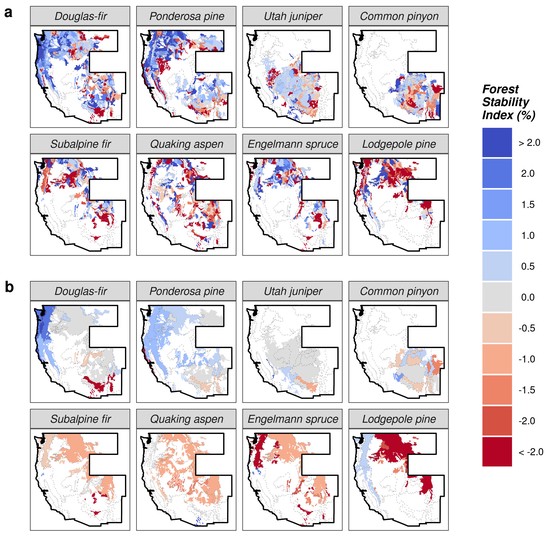 a
Douglas-fir
Ponderosa pine
Utah juniper
Common pinyon
Subalpine fir
Quaking aspen
Engelmann spruce
Lodgepole pine
b
Douglas-fir
Ponderosa pine
Utah juniper
Common pinyon
Subalpine fir
Quaking aspen
Engelmann spruce
Lodgepole pine
Forest
Stability
Index (%)
> 2.0
2.0
1.5
1.0
0.5
0.0
-0.5
-1.0
-1.5
-2.0
< -2.0